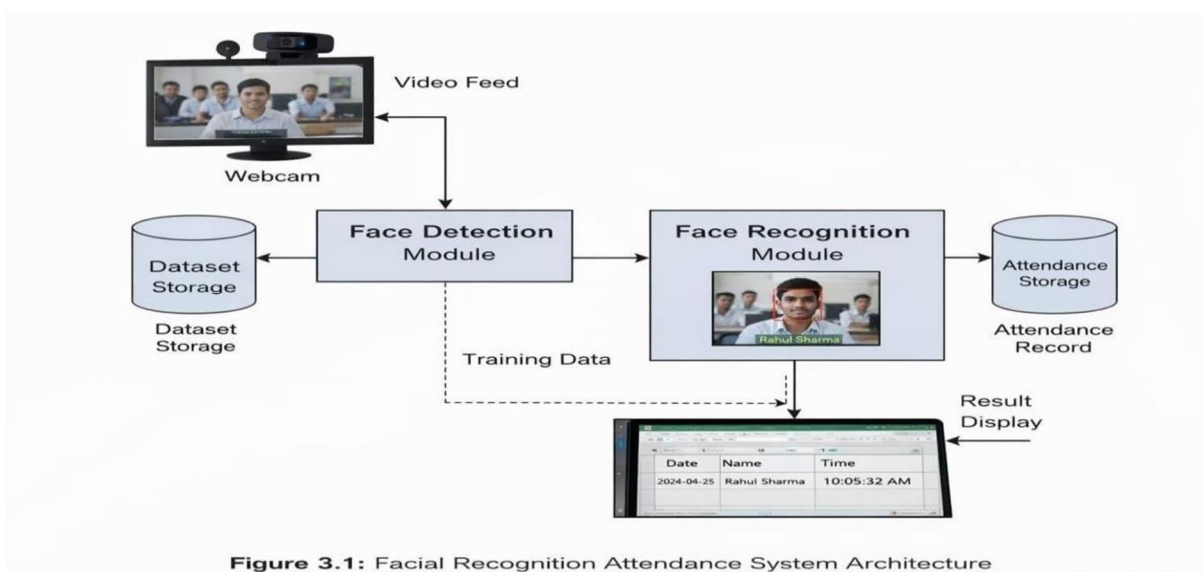 Video Feed
Webcam
Face Detection
Module
Face Recognition
Module
Rahul Sharma
Dataset
Storage
Dataset
Storage
Attendance
Storage
Attendance
Record
Training Data
Result
Display
Date Name Time
2024-04-25 Rahul Sharma 10:05:32 AM
Figure 3.1: Facial Recognition Attendance System Architecture